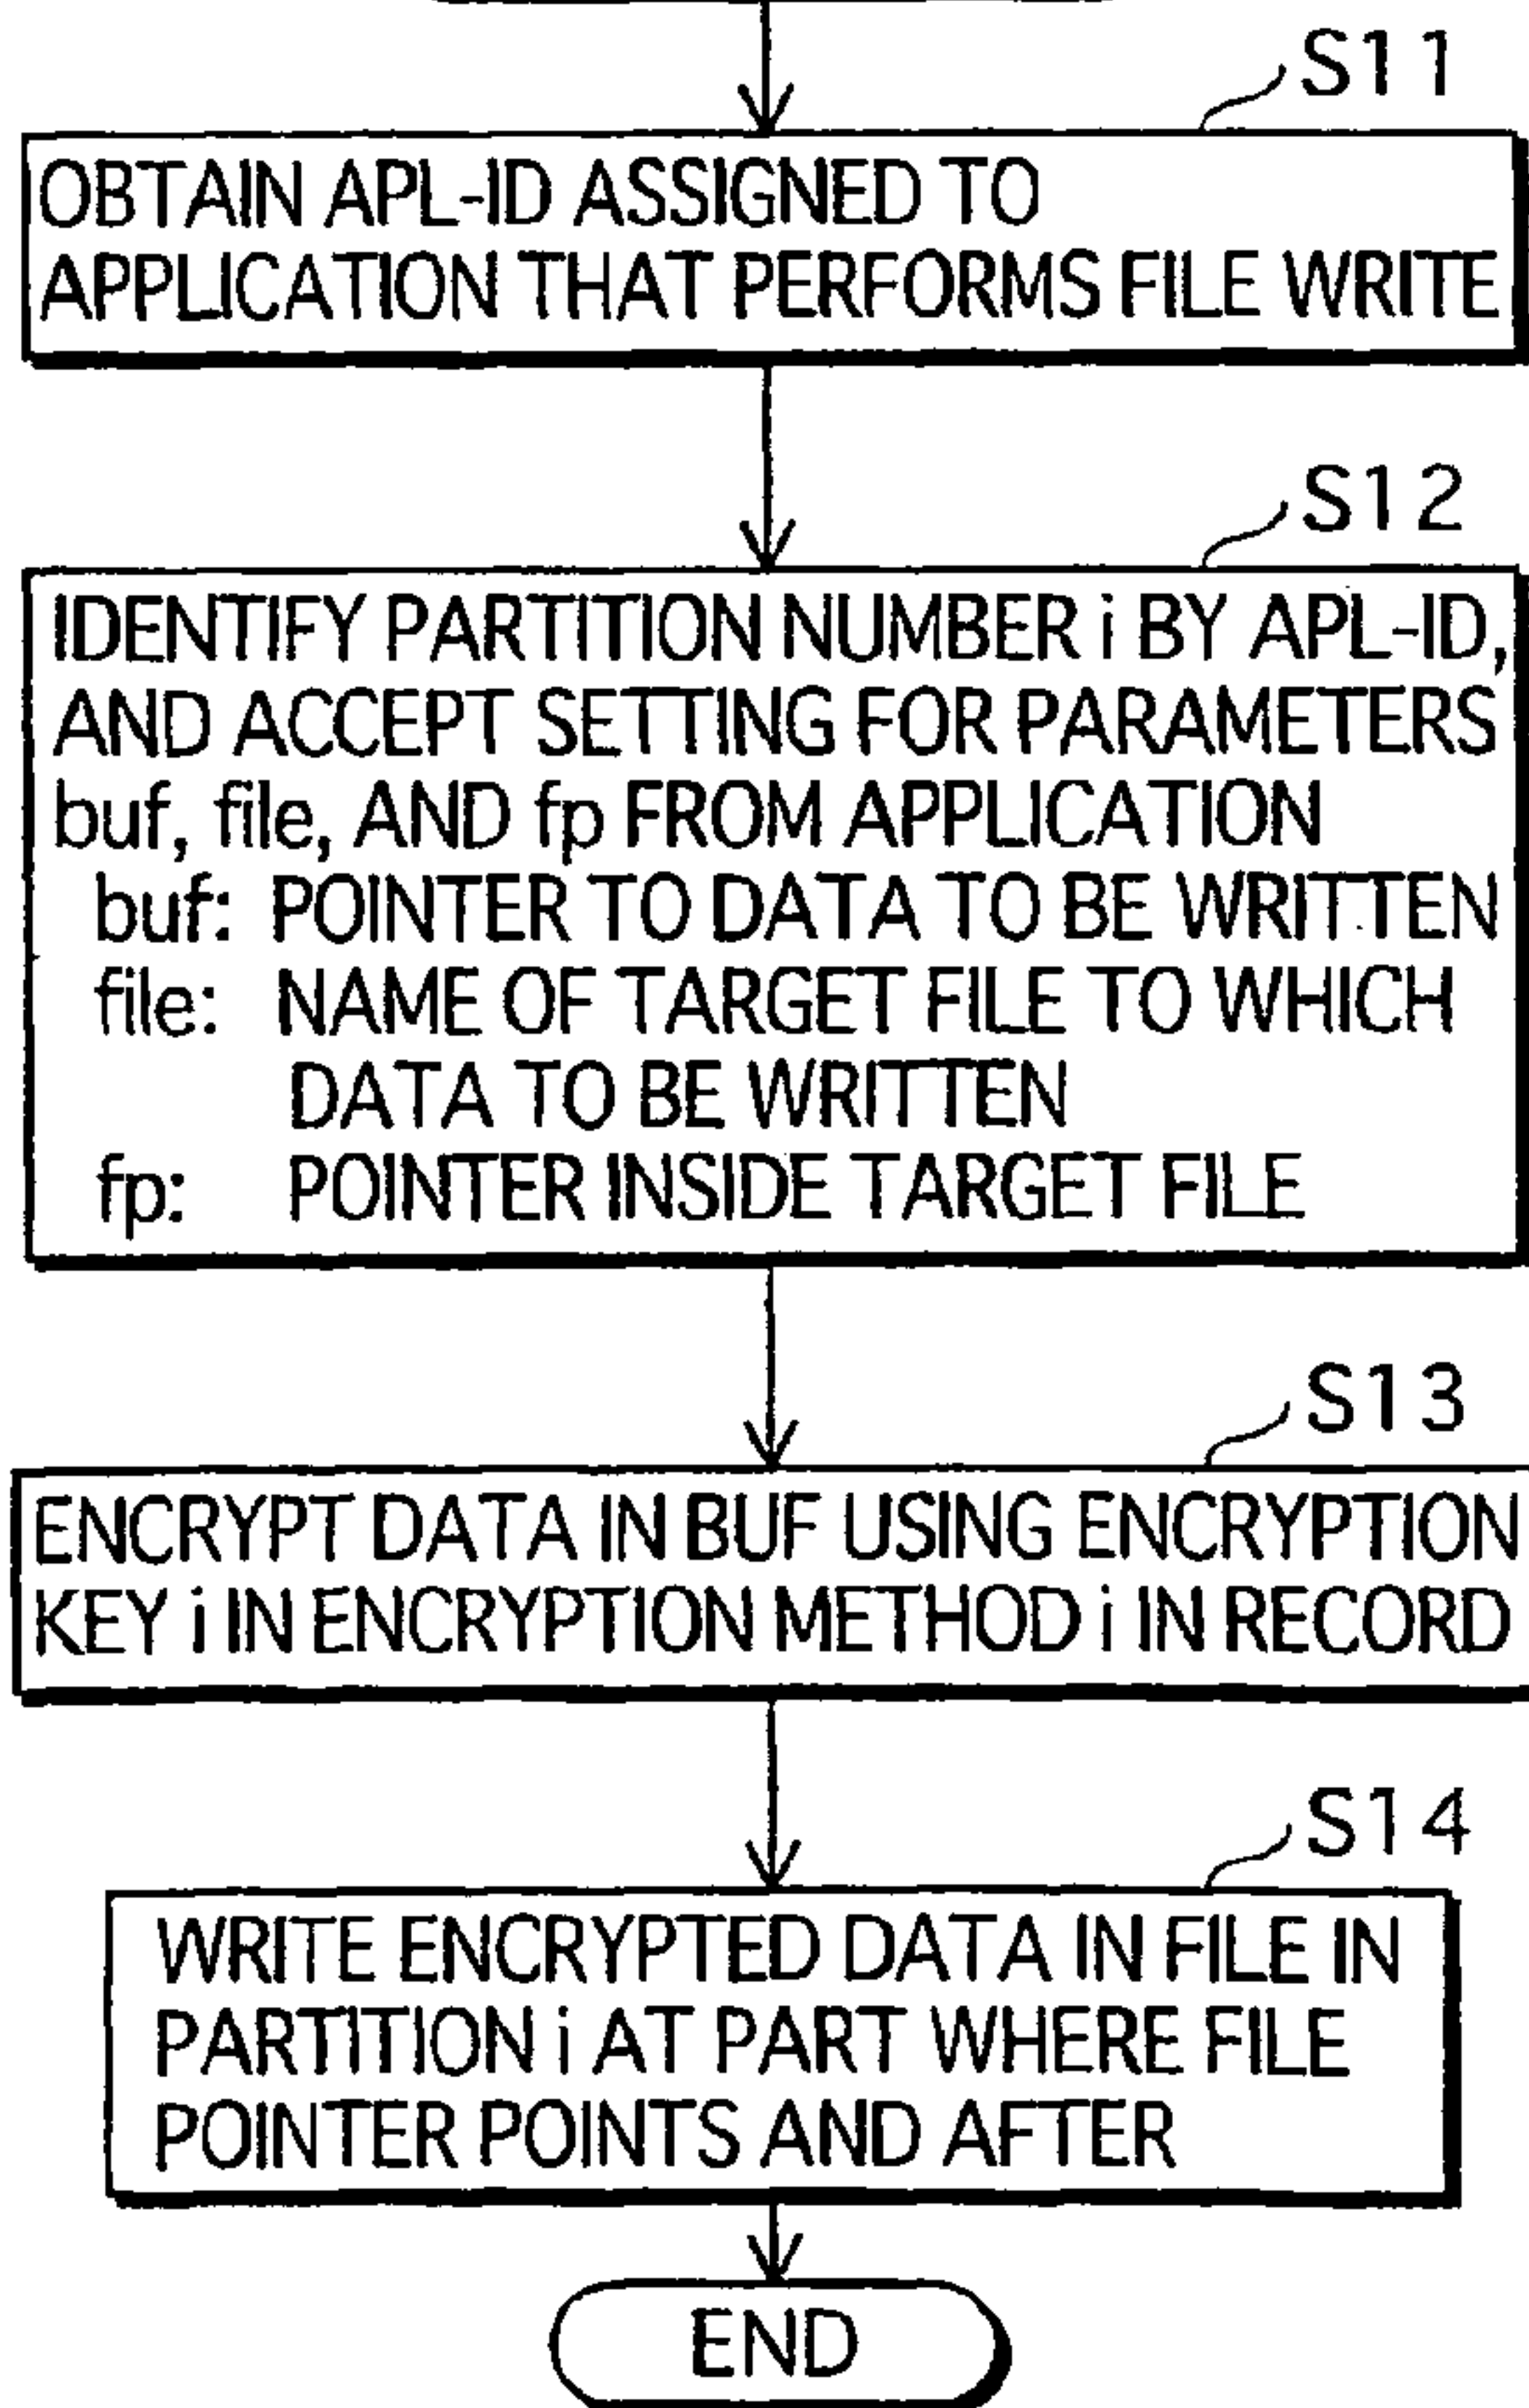 S11
OBTAIN APL-ID ASSIGNED TO
APPLICATION THAT PERFORMS FILE WRITE
S12
IDENTIFY PARTITION NUMBER i BY APL-ID,
AND ACCEPT SETTING FOR PARAMETERS
buf, file, AND fp FROM APPLICATION
buf: POINTER TO DATA TO BE WRITTEN
file: NAME OF TARGET FILE TO WHICH
DATA TO BE WRITTEN
fp: POINTER INSIDE TARGET FILE
S13
ENCRYPT DATA IN BUF USING ENCRYPTION
KEY i IN ENCRYPTION METHOD i IN RECORD
S14
WRITE ENCRYPTED DATA IN FILE IN
PARTITION i AT PART WHERE FILE
POINTER POINTS AND AFTER
END